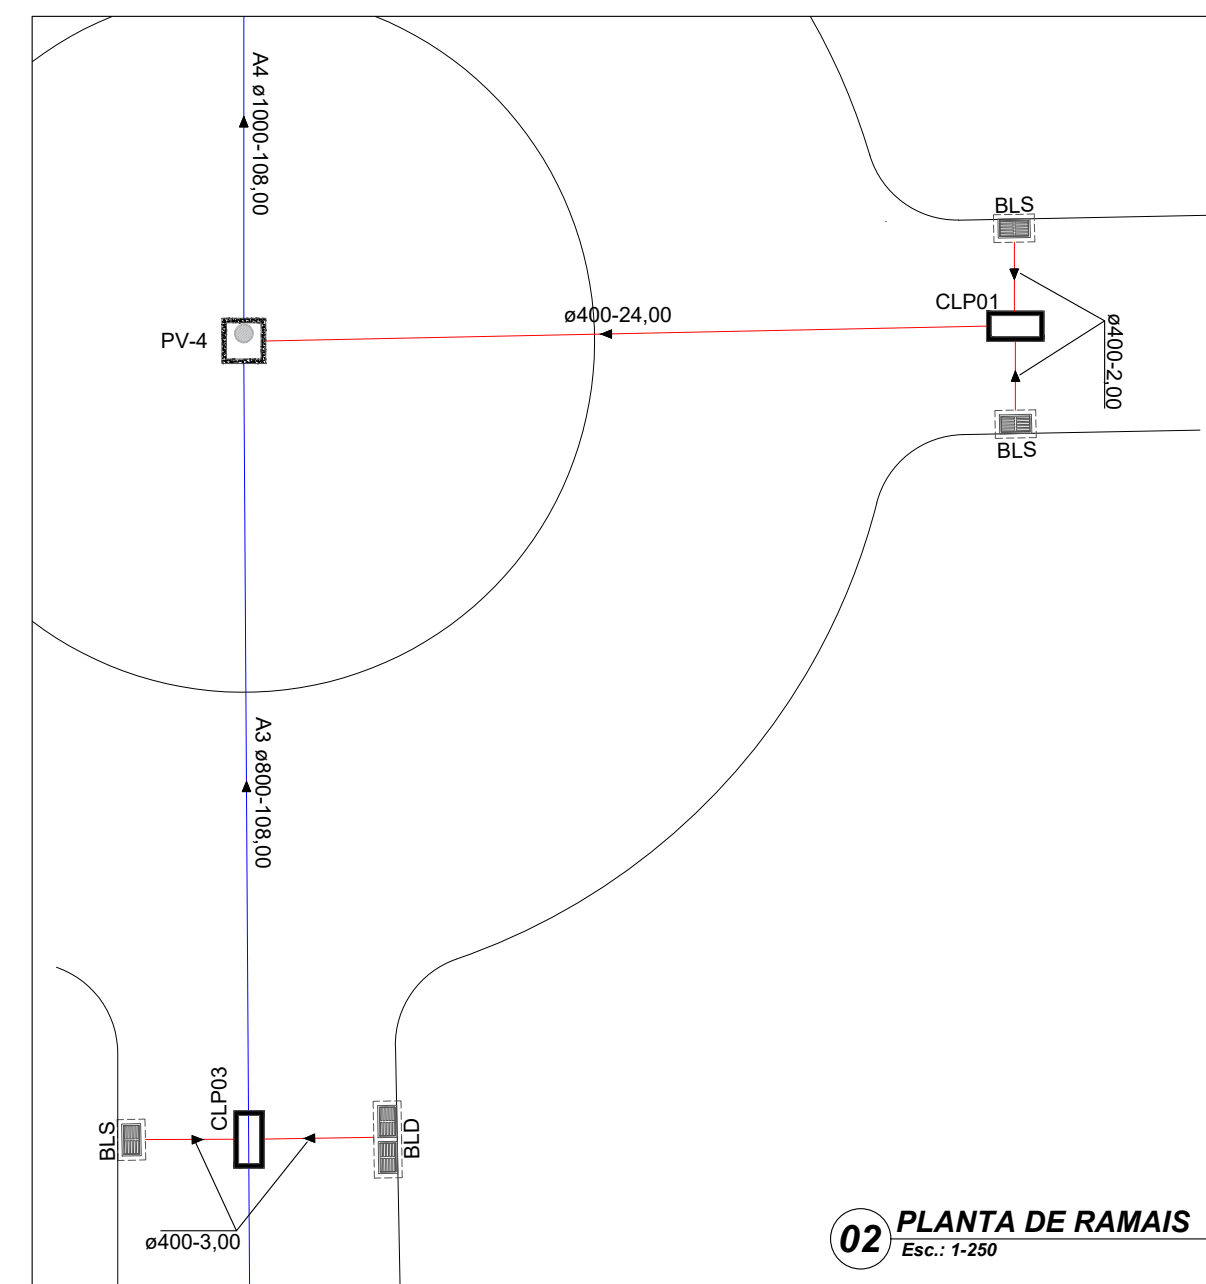 A4 ø1000-108,00
BLS
CLP01
ø400-24,00
PV-4
ø400-2,00
BLS
A3 ø800-108,00
CLP03
BLS
BLD
ø400-3,00
02
PLANTA DE RAMAIS
Esc.: 1-250